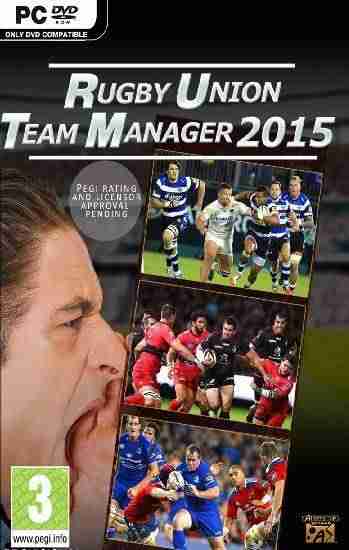 PC DVD
ROM
ONLY DVD COMPATIBLE
RUGBY UNION
TEAM MANAGER 2015
PEGI RATING
AND LICENSOR
APPROVAL
PENDING
3
www.pegi.info